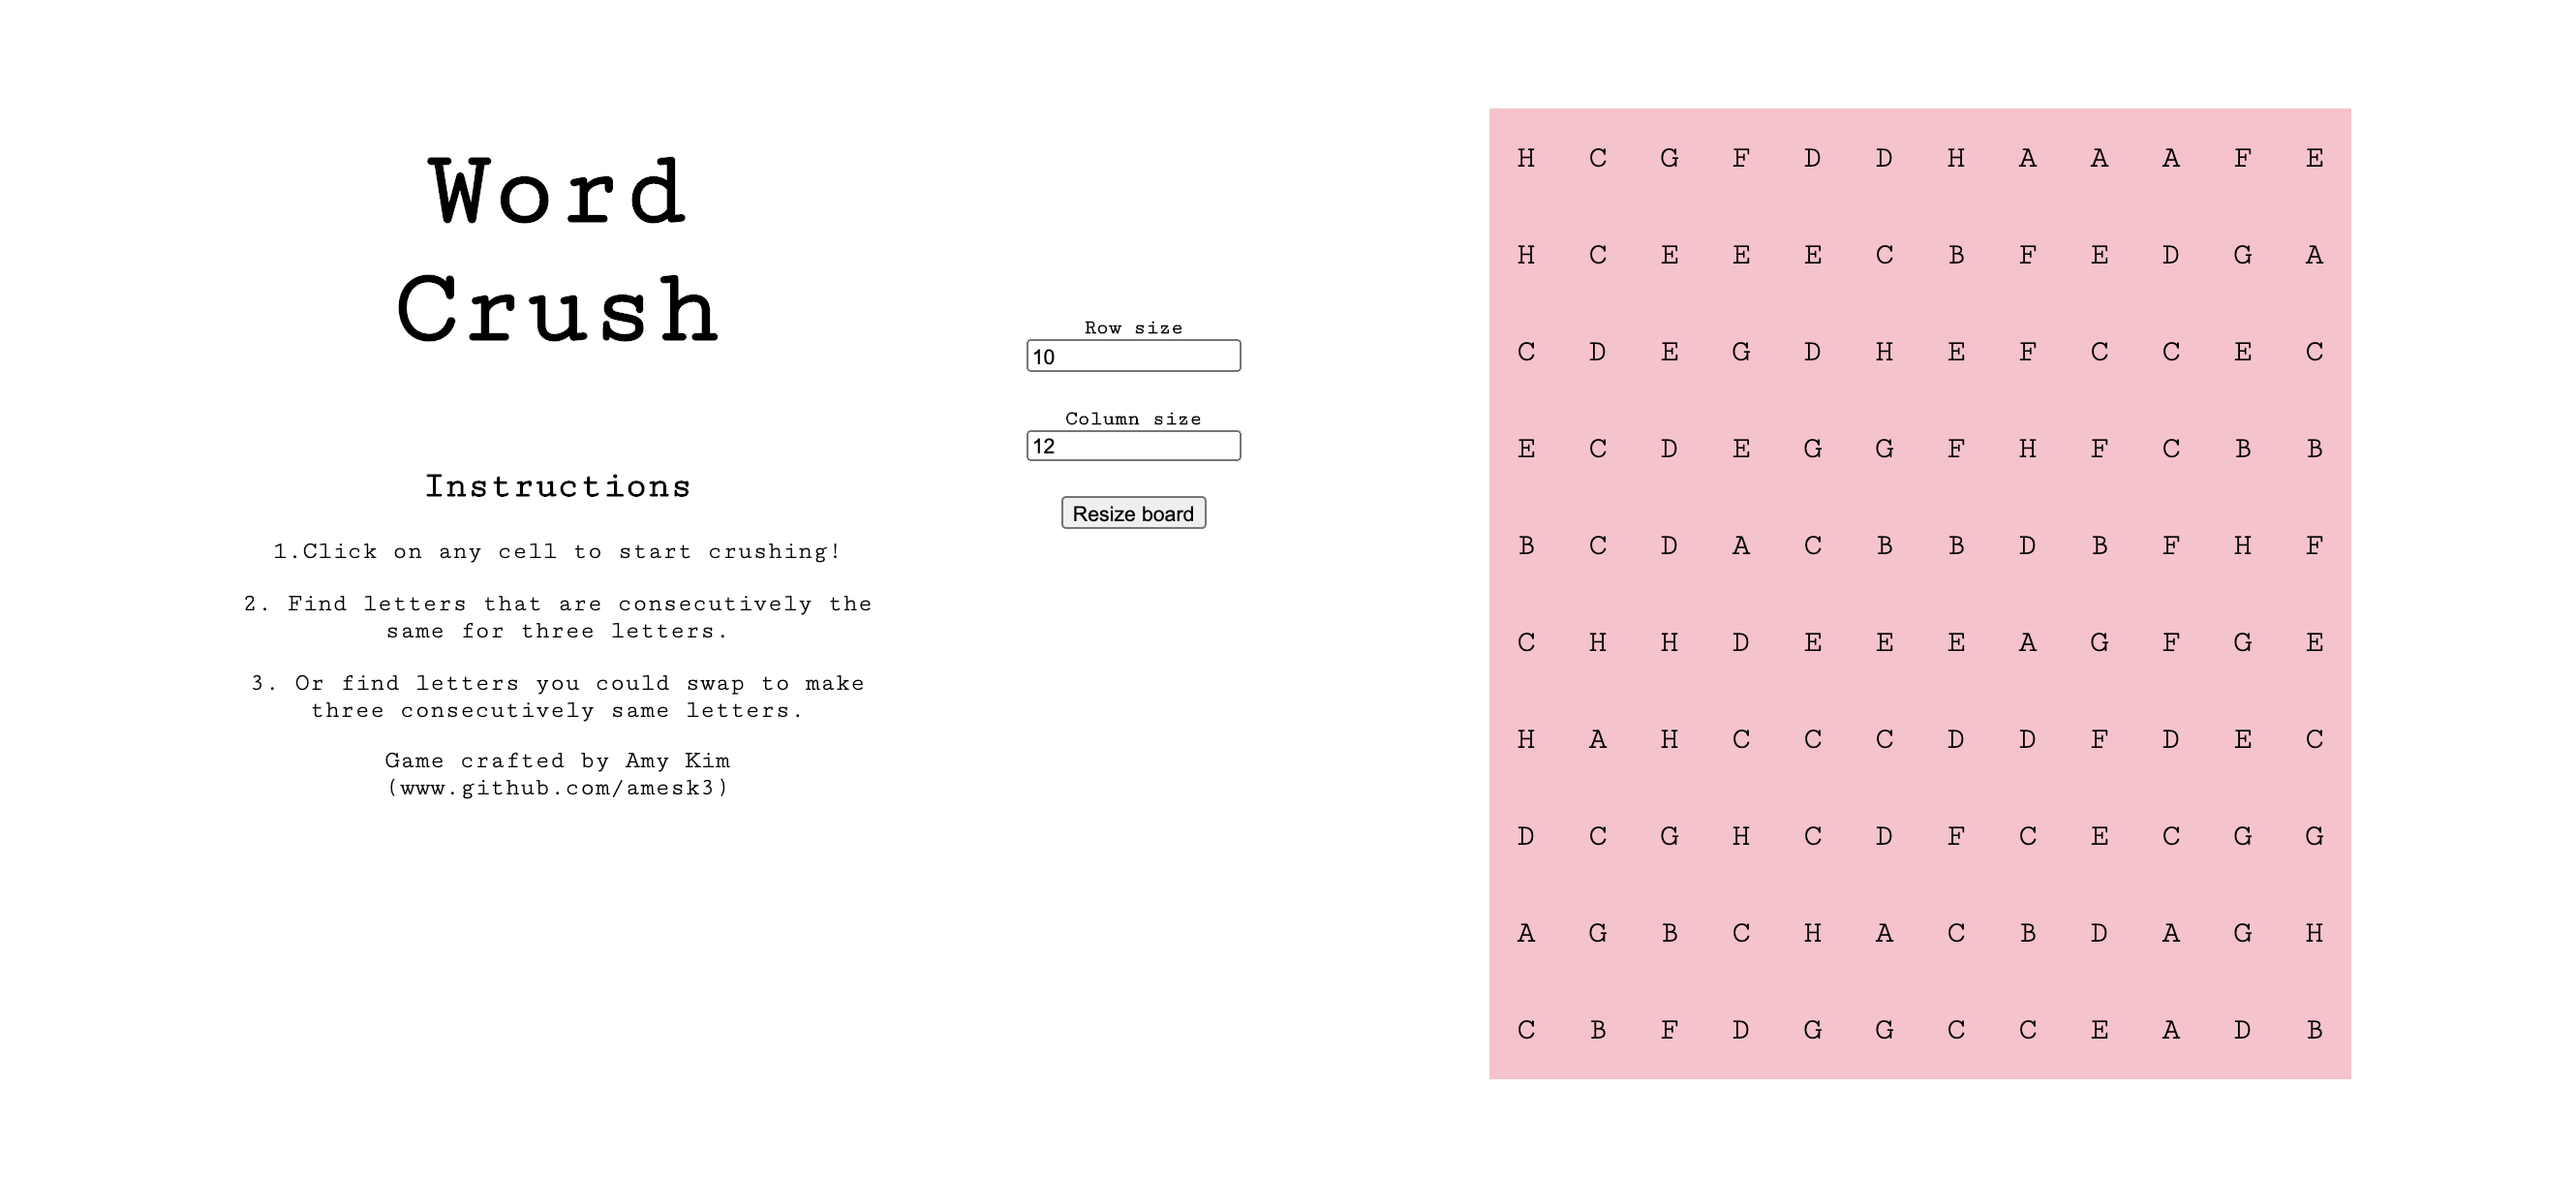 Word
Crush
Instructions
1.Click on any cell to start crushing!
2. Find letters that are consecutively the
same for three letters.
3. Or find letters you could swap to make
three consecutively same letters.
Game crafted by Amy Kim
(www.github.com/amesk3)
Row size
10
Column size
12
Resize board
H C G F D D H A A A F E
H C E E E C B F E D G A
C D E G D H E F C C E C
E C D E G G F H F C B B
B C D A C B B D B F H F
C H H D E E E A G F G E
H A H C C C D D F D E C
D C G H C D F C E C G G
A G B C H A C B D A G H
C B F D G G C C E A D B